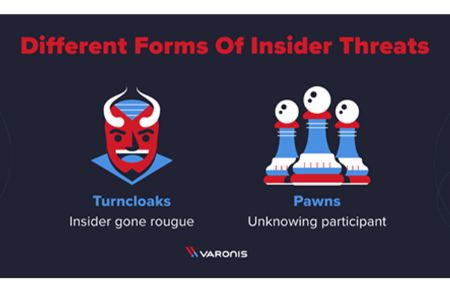 Different Forms Of Insider Threats
Turncloaks
Insider gone rougue
Pawns
Unknowing participant
VARONIS